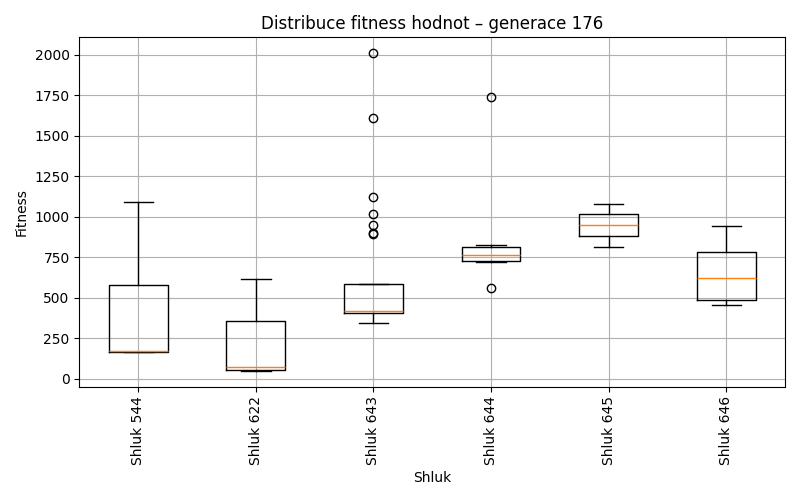 Distribuce fitness hodnot – generace 176
Fitness
2000
1750
1500
1250
1000
750
500
250
0
Shluk 544
Shluk 622
Shluk 643
Shluk 644
Shluk 645
Shluk 646
Shluk